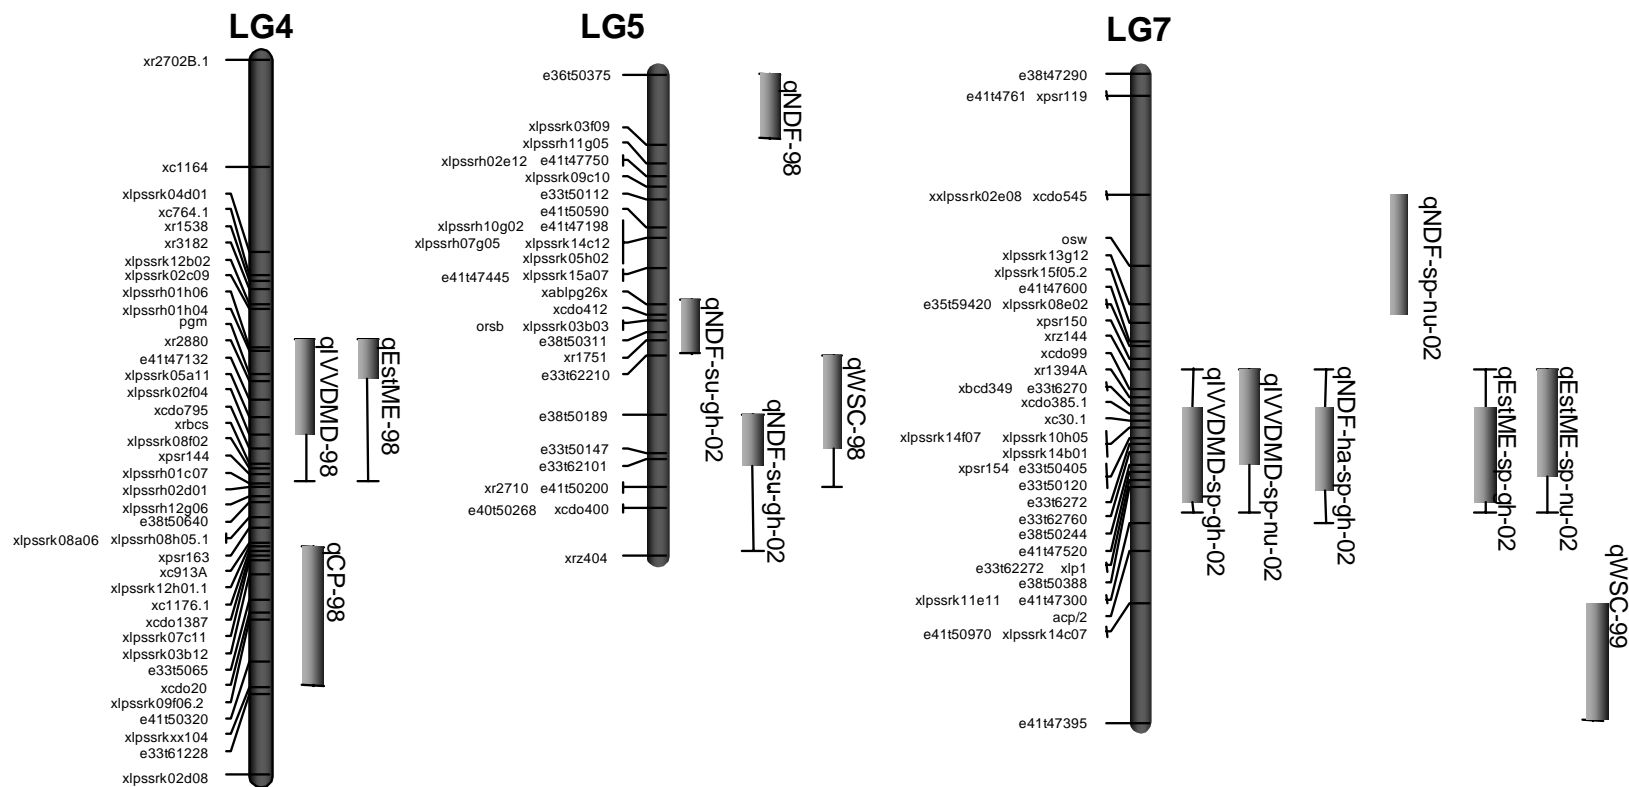 LG4
xr2702B.1
xc1164
xlpssrk04d01
xc764.1
xr1538
xr3182
xlpssrk12b02
xlpssrk02c09
xlpssrh01h06
xlpssrh01h04
pgm
xr2880
e41t47132
xlpssrk05a11
xlpssrk02f04
xcdo795
xrbcs
xlpssrk08f02
xpsr144
xlpssrh01c07
xlpssrh02d01
xlpssrh12g06
e38t50640
xlpssrk08a06 xlpssrh08h05.1
xpsr163
xc913A
xlpssrk12h01.1
xc1176.1
xcdo1387
xlpssrk07c11
xlpssrk03b12
e33t5065
xcdo20
xlpssrk09f06.2
e41t50320
xlpssrkxx104
e33t61228
xlpssrk02d08
qIVVDMD-98
qEstME-98
qCP-98
LG5
e36t50375
xlpssrk03f09
xlpssrh11g05
xlpssrh02e12 e41t47750
xlpssrk09c10
e33t50112
e41t50590
xlpssrh10g02 e41t47198
xlpssrh07g05 xlpssrk14c12
xlpssrk05h02
e41t47445 xlpssrk15a07
xablpg26x
xcdo412
orsb xlpssrk03b03
e38t50311
xr1751
e33t62210
e38t50189
e33t50147
e33t62101
xr2710 e41t50200
e40t50268 xcdo400
xrz404
qNDF-98
qNDF-su-gh-02
qNDF-su-gh-02
qWSC-98
LG7
e38t47290
e41t4761 xpsr119
xxlpssrk02e08 xcdo545
osw
xlpssrk13g12
xlpssrk15f05.2
e41t47600
e35t59420 xlpssrk08e02
xpsr150
xrz144
xcdo99
xr1394A
xbcd349 e33t6270
xcdo385.1
xc30.1
xlpssrk14f07 xlpssrk10h05
xlpssrk14b01
xpsr154 e33t50405
e33t50120
e33t6272
e33t62760
e38t50244
e41t47520
e33t62272 xlp1
e38t50388
xlpssrk11e11 e41t47300
acp/2
e41t50970 xlpssrk14c07
e41t47395
qIVVDMD-sp-gh-02
qIVVDMD-sp-nu-02
qNDF-ha-sp-gh-02
qNDF-sp-nu-02
qEstME-sp-gh-02
qEstME-sp-nu-02
qWSC-99